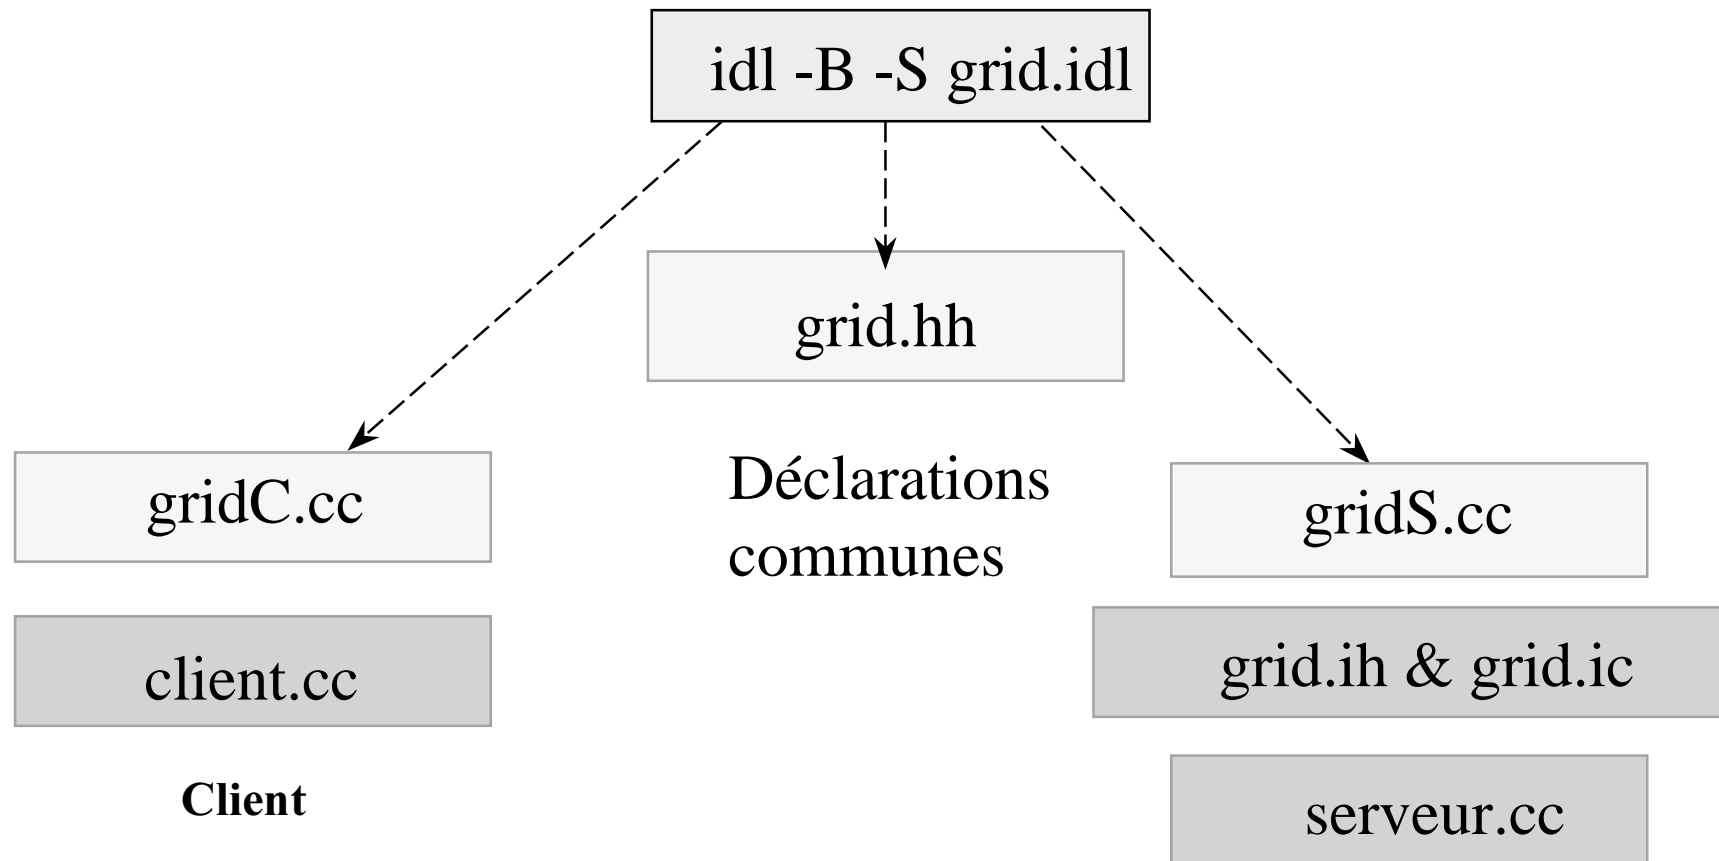 idl -B -S grid.idl
grid.hh
gridC.cc
Déclarations
communes
gridS.cc
client.cc
grid.ih & grid.ic
Client
serveur.cc